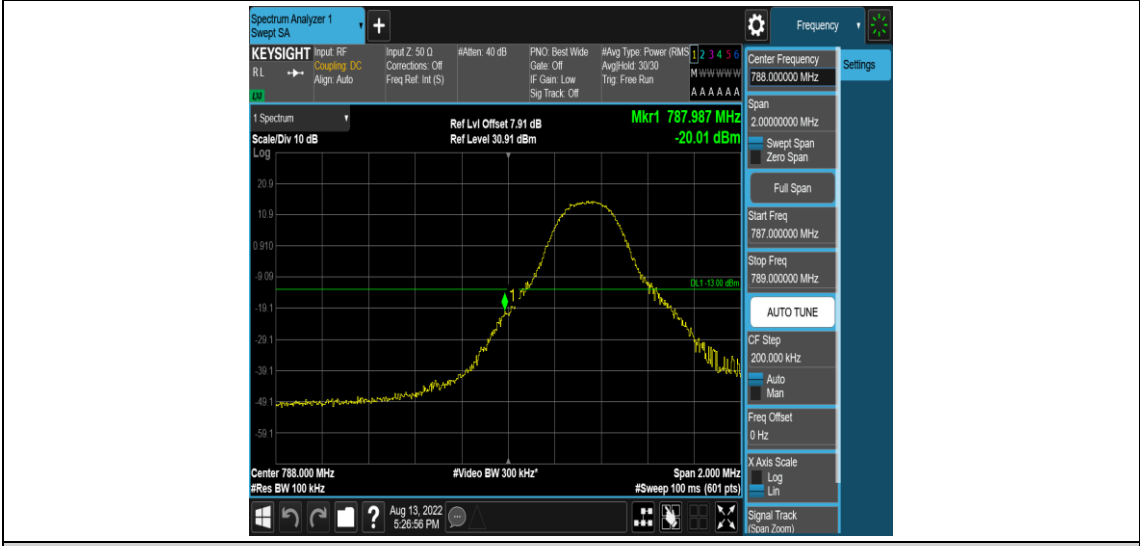 Spectrum Analyzer 1
Swept SA
+
Frequency
KEYSIGHT
Input: RF
Input Z: 50 Ω
#Atten: 40 dB
PNO: Best Wide
#Avg Type: Power (RMS
1 2 3 4 5 6
RL
Coupling: DC
Corrections: Off
Gate: Off
Avg|Hold: 30/30
M W W W W W
Align: Auto
Freq Ref: Int (S)
IF Gain: Low
Trig: Free Run
Sig Track: Off
A A A A A A
1 Spectrum
Ref Lvl Offset 7.91 dB
Mkr1 787.987 MHz
Scale/Div 10 dB
Ref Level 30.91 dBm
-20.01 dBm
Log
20.9
10.9
0.910
-9.09
DL1 -13.00 dBm
1
-19.1
-29.1
-39.1
-49.1
-59.1
Center 788.000 MHz
#Video BW 300 kHz*
Span 2.000 MHz
#Res BW 100 kHz
#Sweep 100 ms (601 pts)
?
Aug 13, 2022
5:26:56 PM
Center Frequency
788.000000 MHz
Settings
Span
2.00000000 MHz
Swept Span
Zero Span
Full Span
Start Freq
787.000000 MHz
Stop Freq
789.000000 MHz
AUTO TUNE
CF Step
200.000 kHz
Auto
Man
Freq Offset
0 Hz
X Axis Scale
Log
Lin
Signal Track
(Span Zoom)